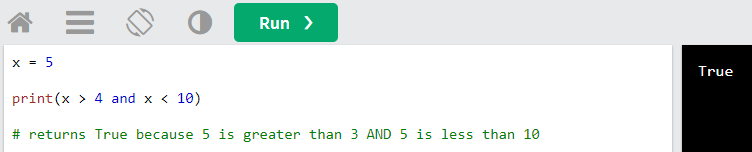 Run ❯
x = 5
print(x > 4 and x < 10)
# returns True because 5 is greater than 3 AND 5 is less than 10
True